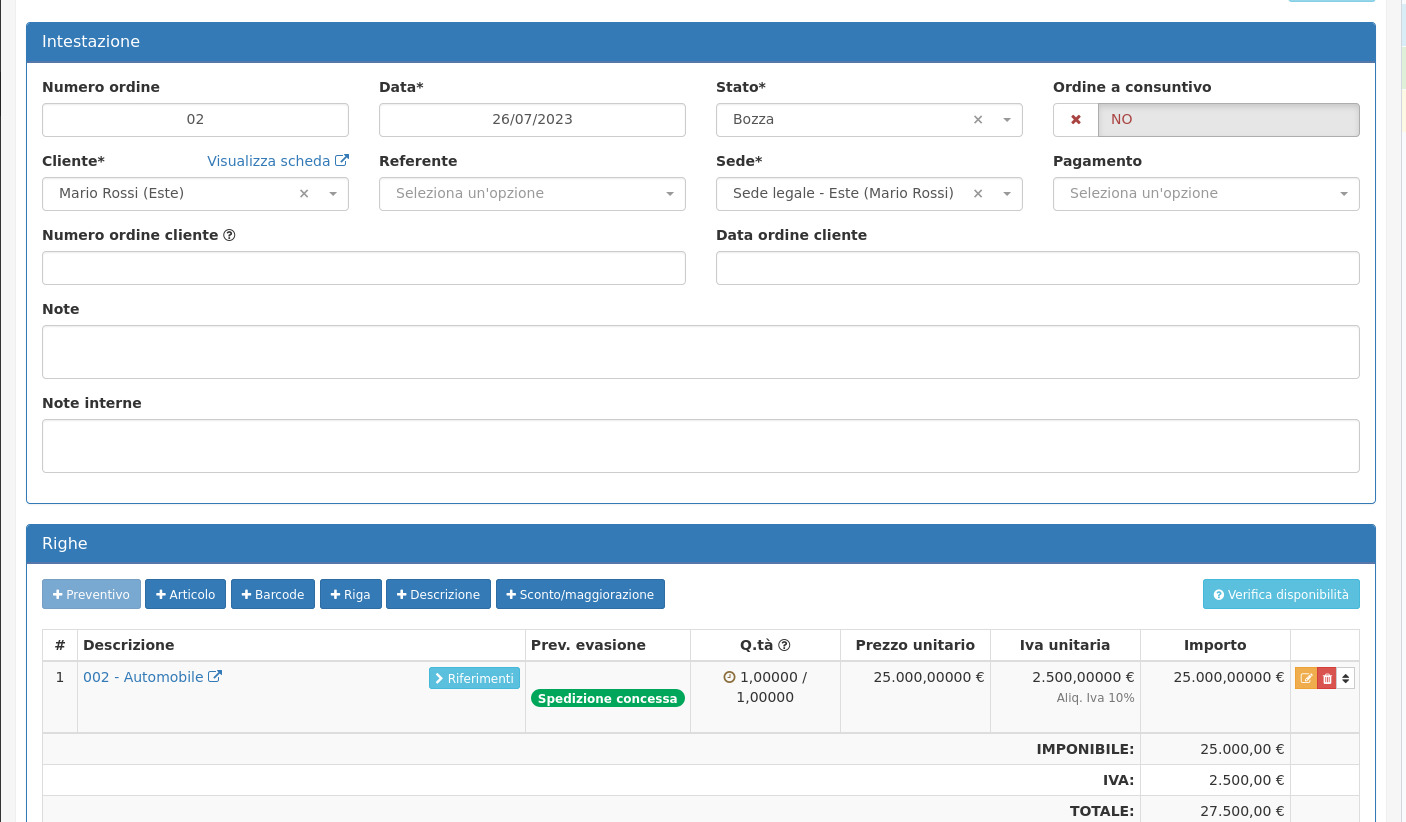 Intestazione
Numero ordine Data* Stato* Ordine a consuntivo
02 26/07/2023 Bozza × NO
Cliente* Visualizza scheda Referente Sede* Pagamento
Mario Rossi (Este) × Seleziona un'opzione Sede legale - Este (Mario Rossi) × Seleziona un'opzione
Numero ordine cliente Data ordine cliente
Note
Note interne
Righe
Preventivo Articolo Barcode Riga Descrizione Sconto/maggiorazione Verifica disponibilità
# Descrizione Prev. evasione Q.tà Prezzo unitario Iva unitaria Importo
1 002 - Automobile Riferimenti 1,00000 / 25.000,00000 € 2.500,00000 € 25.000,00000 €
Spedizione concessa 1,00000 Aliq. Iva 10%
IMPONIBILE: 25.000,00 €
IVA: 2.500,00 €
TOTALE: 27.500,00 €